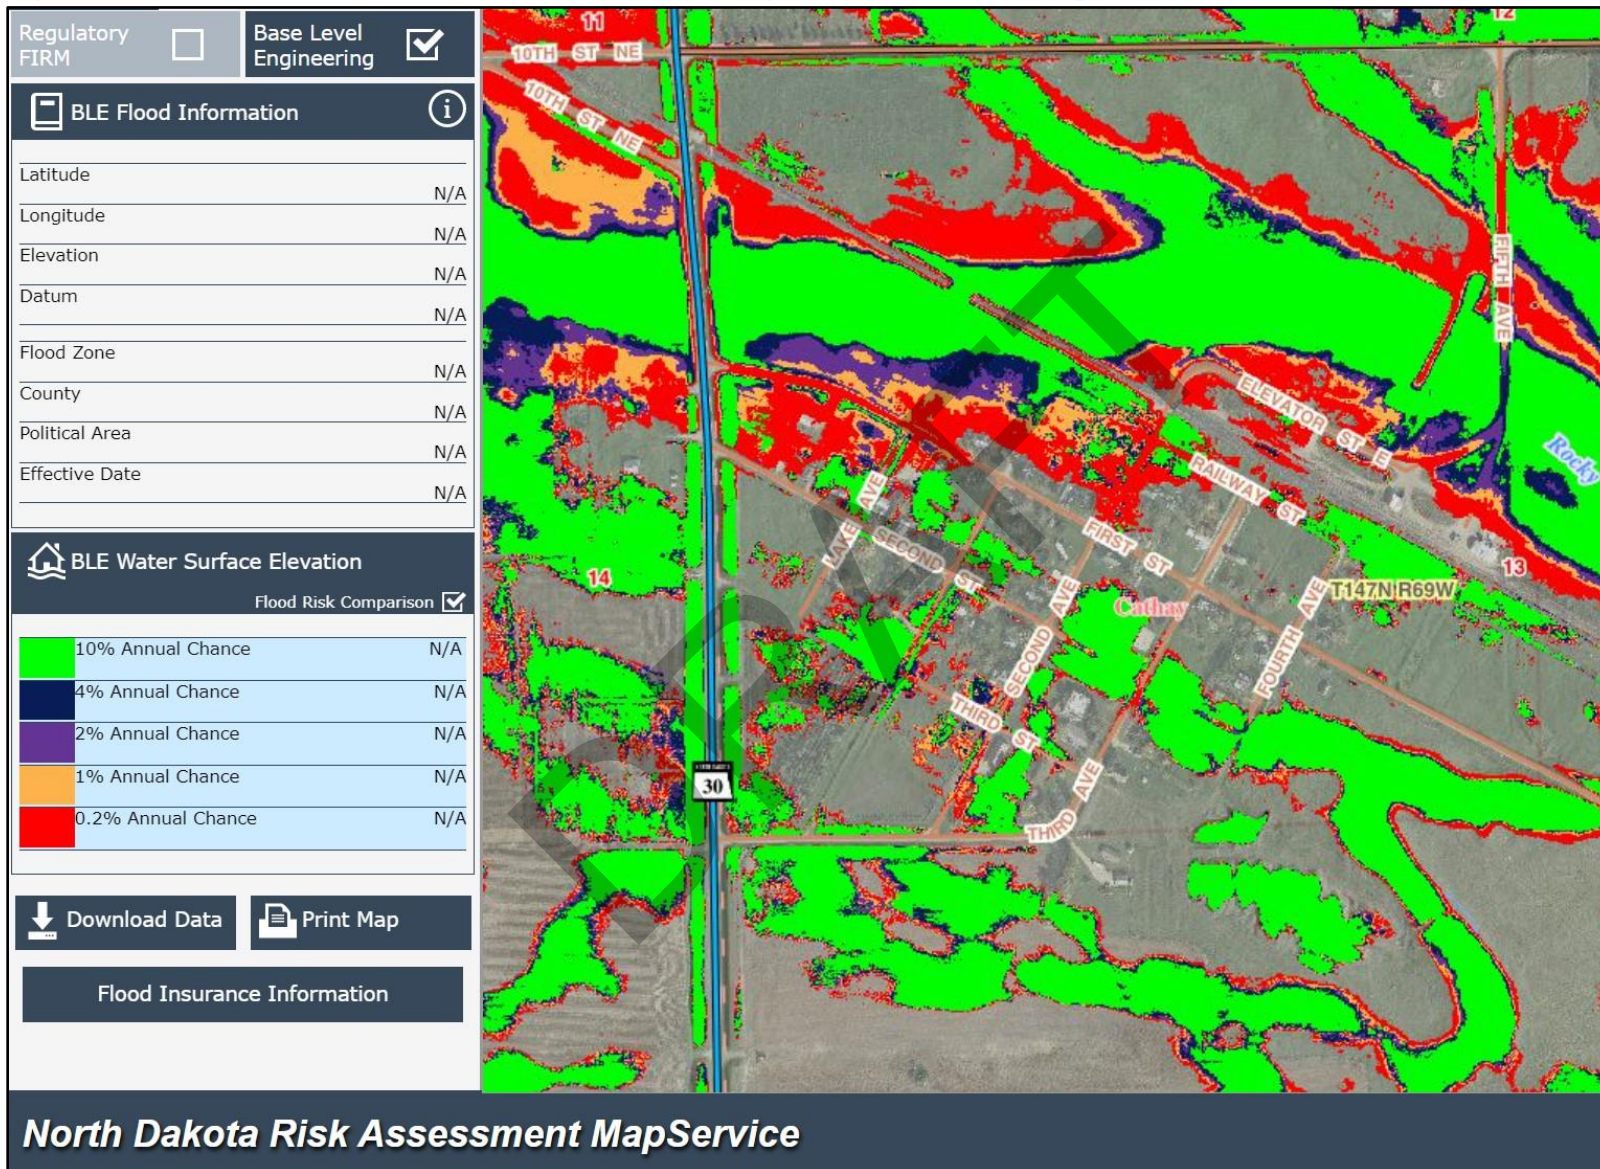 Regulatory
FIRM
Base Level
Engineering
BLE Flood Information
i
Latitude
N/A
Longitude
N/A
Elevation
N/A
Datum
N/A
Flood Zone
N/A
County
N/A
Political Area
N/A
Effective Date
N/A
BLE Water Surface Elevation
Flood Risk Comparison
10% Annual Chance N/A
4% Annual Chance N/A
2% Annual Chance N/A
1% Annual Chance N/A
0.2% Annual Chance N/A
Download Data
Print Map
Flood Insurance Information
11
12
10TH ST NE
10TH ST NE
FIFTH AVE
ELEVATOR ST E
Rocky
RAILWAY ST
LAKE AVE
SECOND ST
FIRST ST
14
13
T147N R69W
Cathay
SECOND AVE
FOURTH AVE
THIRD ST
NORTH DAKOTA
30
THIRD AVE
DRAFT
North Dakota Risk Assessment MapService